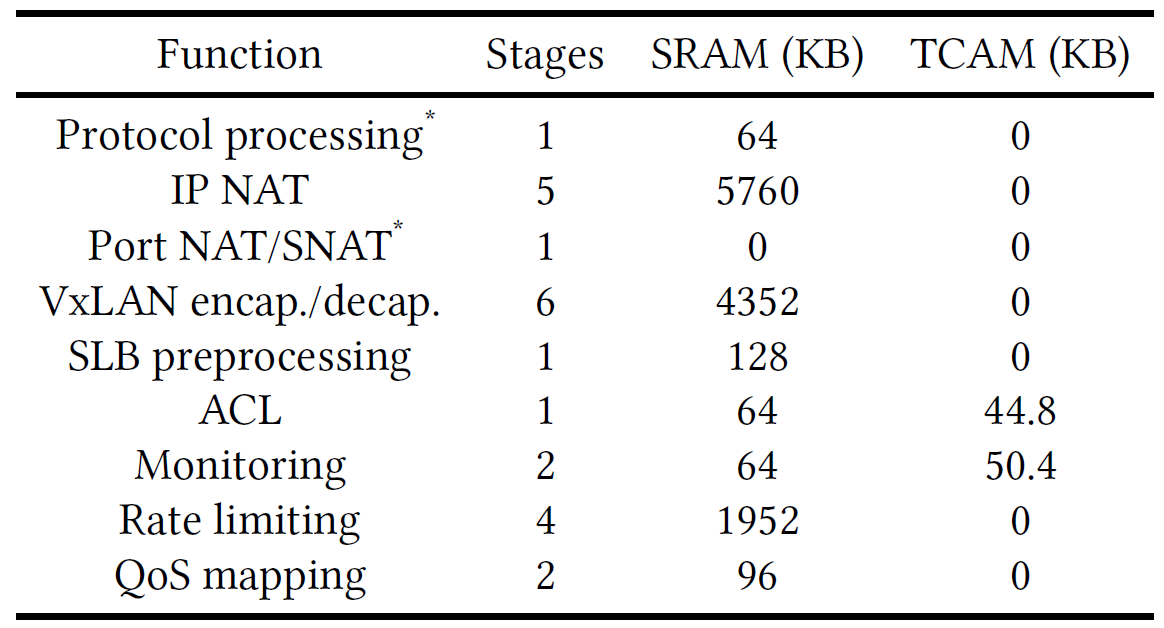 Function Stages SRAM (KB) TCAM (KB)
Protocol processing* 1 64 0
IP NAT 5 5760 0
Port NAT/SNAT* 1 0 0
VxLAN encap./decap. 6 4352 0
SLB preprocessing 1 128 0
ACL 1 64 44.8
Monitoring 2 64 50.4
Rate limiting 4 1952 0
QoS mapping 2 96 0